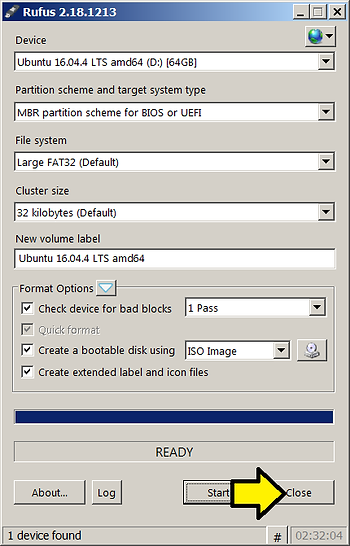 Rufus 2.18.1213
Device
Ubuntu 16.04.4 LTS amd64 (D:) [64GB]
Partition scheme and target system type
MBR partition scheme for BIOS or UEFI
File system
Large FAT32 (Default)
Cluster size
32 kilobytes (Default)
New volume label
Ubuntu 16.04.4 LTS amd64
Format Options
Check device for bad blocks 1 Pass
Quick format
Create a bootable disk using ISO Image
Create extended label and icon files
READY
About... Log Start Close
1 device found # 02:32:04